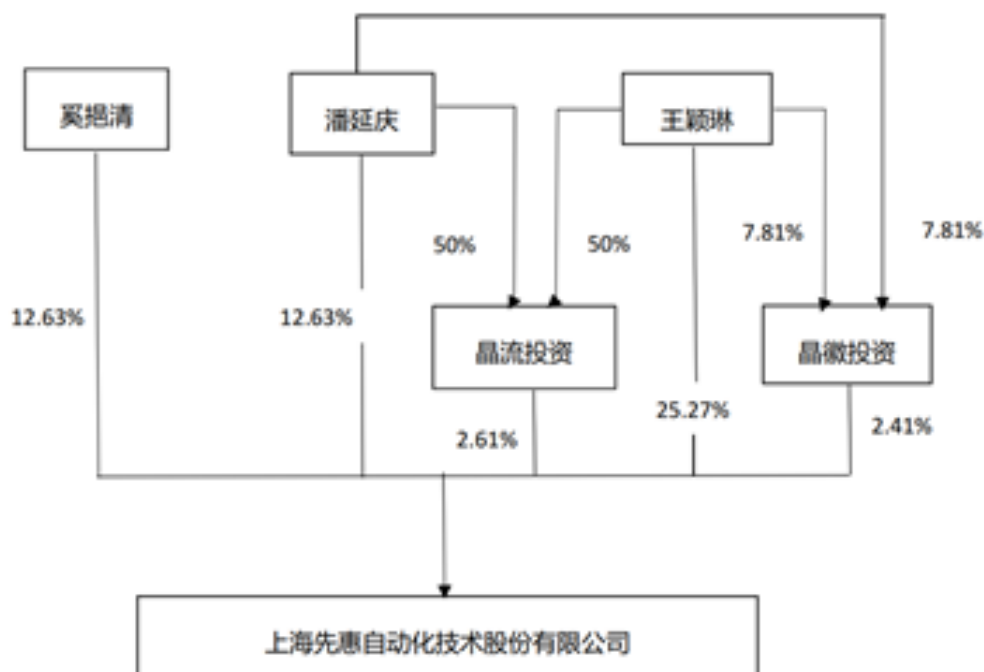 奚挹清
潘延庆
王颖琳
50%
50%
7.81%
7.81%
12.63%
12.63%
晶流投资
晶徽投资
25.27%
2.61%
2.41%
上海先惠自动化技术股份有限公司